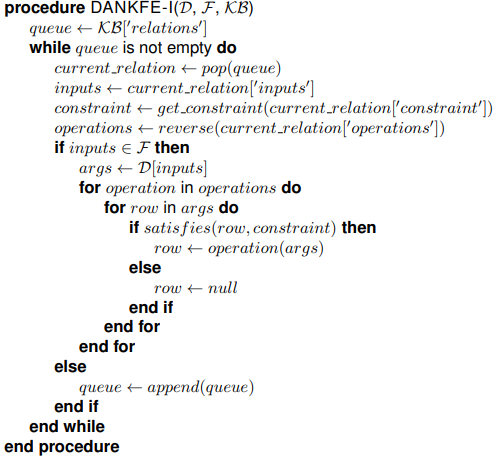 procedure DANKFE-I(𝒟, ℱ, 𝒦ℬ)
queue ← 𝒦ℬ['relations']
while queue is not empty do
current_relation ← pop(queue)
inputs ← current_relation['inputs']
constraint ← get_constraint(current_relation['constraint'])
operations ← reverse(current_relation['operations'])
if inputs ∈ ℱ then
args ← 𝒟[inputs]
for operation in operations do
for row in args do
if satisfies(row, constraint) then
row ← operation(args)
else
row ← null
end if
end for
end for
else
queue ← append(queue)
end if
end while
end procedure